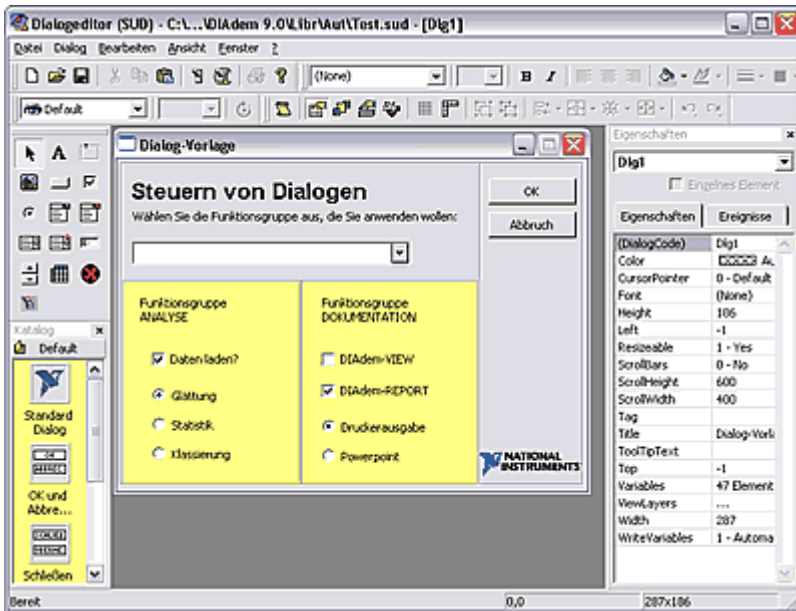 Dialogeditor (SUD) - C:\...\DIAdem 9.0\Libr\Aut\Test.sud - [Dlg1]
Datei Dialog Bearbeiten Ansicht Fenster ?
(None)
B I
Default
Dialog-Vorlage
Steuern von Dialogen
Wählen Sie die Funktionsgruppe aus, die Sie anwenden wollen:
OK
Abbruch
Funktionsgruppe
ANALYSE
Daten laden?
Glättung
Statistik
Klassierung
Funktionsgruppe
DOKUMENTATION
DIAdem-VIEW
DIAdem-REPORT
Druckerausgabe
Powerpoint
NATIONAL
INSTRUMENTS
Katalog
Default
Standard
Dialog
OK und
Abbre...
Schließen
Eigenschaften
Dlg1
Einzelnes Element
Eigenschaften Ereignisse
(DialogCode) Dlg1
Color Au
CursorPointer 0 - Default
Font (None)
Height 186
Left -1
Resizeable 1 - Yes
ScrollBars 0 - No
ScrollHeight 600
ScrollWidth 400
Tag
Title Dialog-Vorl
ToolTipText
Top -1
Variables 47 Element
ViewLayers ...
Width 287
WriteVariables 1 - Automa
Bereit 0,0 287x186